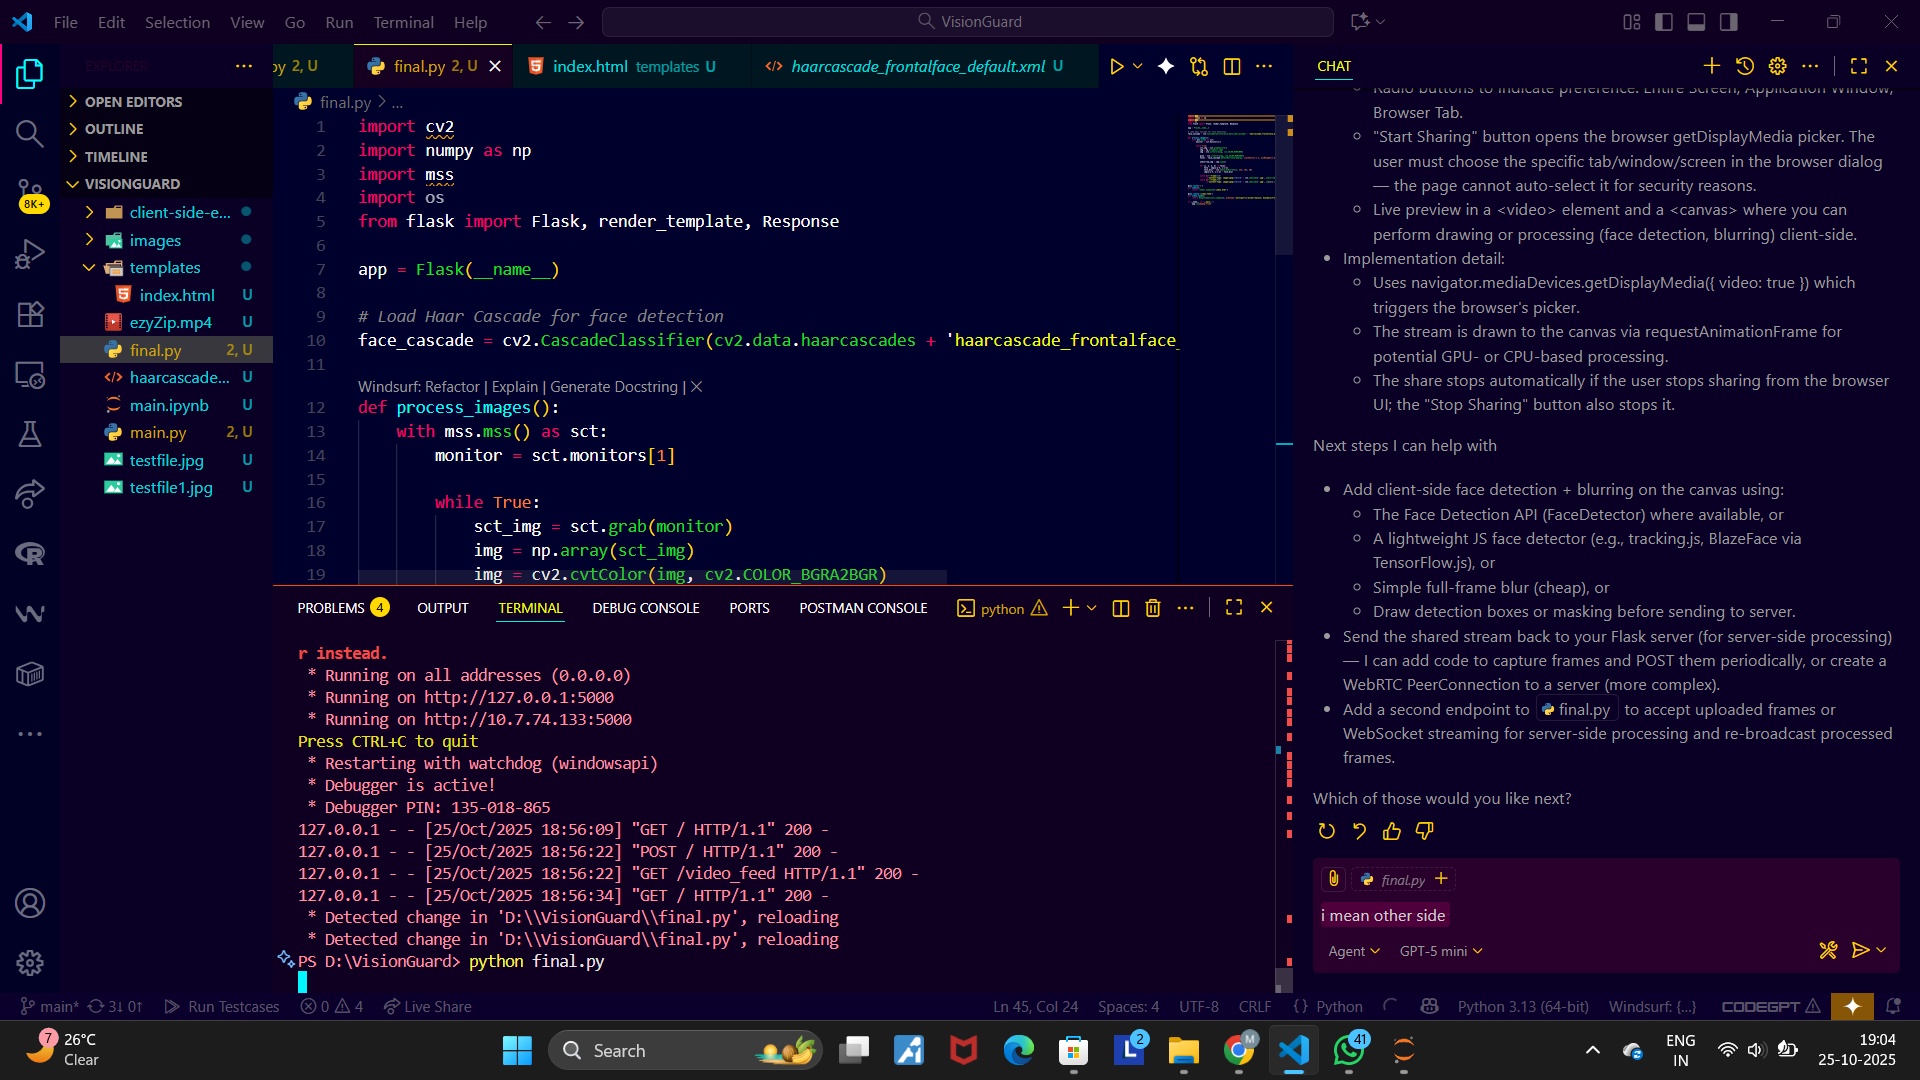 File Edit Selection View Go Run Terminal Help
VisionGuard
EXPLORER
OPEN EDITORS
OUTLINE
TIMELINE
VISIONGUARD
client-side-e...
images
templates
index.html U
ezyZip.mp4 U
final.py 2, U
haarcascade... U
main.ipynb U
main.py 2, U
testfile.jpg U
testfile1.jpg U
8K+
py 2, U
final.py 2, U
index.html templates U
haarcascade_frontalface_default.xml U
final.py > ...
1 import cv2
2 import numpy as np
3 import mss
4 import os
5 from flask import Flask, render_template, Response
6
7 app = Flask(__name__)
8
9 # Load Haar Cascade for face detection
10 face_cascade = cv2.CascadeClassifier(cv2.data.haarcascades + 'haarcascade_frontalface_
11
Windsurf: Refactor | Explain | Generate Docstring | X
12 def process_images():
13 with mss.mss() as sct:
14 monitor = sct.monitors[1]
15
16 while True:
17 sct_img = sct.grab(monitor)
18 img = np.array(sct_img)
19 img = cv2.cvtColor(img, cv2.COLOR_BGRA2BGR)
PROBLEMS 4 OUTPUT TERMINAL DEBUG CONSOLE PORTS POSTMAN CONSOLE
python
r instead.
* Running on all addresses (0.0.0.0)
* Running on http://127.0.0.1:5000
* Running on http://10.7.74.133:5000
Press CTRL+C to quit
* Restarting with watchdog (windowsapi)
* Debugger is active!
* Debugger PIN: 135-018-865
127.0.0.1 - - [25/Oct/2025 18:56:09] "GET / HTTP/1.1" 200 -
127.0.0.1 - - [25/Oct/2025 18:56:22] "POST / HTTP/1.1" 200 -
127.0.0.1 - - [25/Oct/2025 18:56:22] "GET /video_feed HTTP/1.1" 200 -
127.0.0.1 - - [25/Oct/2025 18:56:34] "GET / HTTP/1.1" 200 -
* Detected change in 'D:\\VisionGuard\\final.py', reloading
* Detected change in 'D:\\VisionGuard\\final.py', reloading
PS D:\VisionGuard> python final.py
CHAT
Radio buttons to indicate preference: Entire Screen, Application Window,
Browser Tab.
"Start Sharing" button opens the browser getDisplayMedia picker. The
user must choose the specific tab/window/screen in the browser dialog
— the page cannot auto-select it for security reasons.
Live preview in a <video> element and a <canvas> where you can
perform drawing or processing (face detection, blurring) client-side.
Implementation detail:
Uses navigator.mediaDevices.getDisplayMedia({ video: true }) which
triggers the browser's picker.
The stream is drawn to the canvas via requestAnimationFrame for
potential GPU- or CPU-based processing.
The share stops automatically if the user stops sharing from the browser
UI; the "Stop Sharing" button also stops it.
Next steps I can help with
Add client-side face detection + blurring on the canvas using:
The Face Detection API (FaceDetector) where available, or
A lightweight JS face detector (e.g., tracking.js, BlazeFace via
TensorFlow.js), or
Simple full-frame blur (cheap), or
Draw detection boxes or masking before sending to server.
Send the shared stream back to your Flask server (for server-side processing)
— I can add code to capture frames and POST them periodically, or create a
WebRTC PeerConnection to a server (more complex).
Add a second endpoint to final.py to accept uploaded frames or
WebSocket streaming for server-side processing and re-broadcast processed
frames.
Which of those would you like next?
final.py
i mean other side
Agent GPT-5 mini
main* 3↓ 0↑ Run Testcases 0 4 Live Share
Ln 45, Col 24 Spaces: 4 UTF-8 CRLF {} Python Python 3.13 (64-bit) Windsurf: {...} CODEGPT
7 26°C
Clear
Search
2
M
41
ENG
IN
19:04
25-10-2025